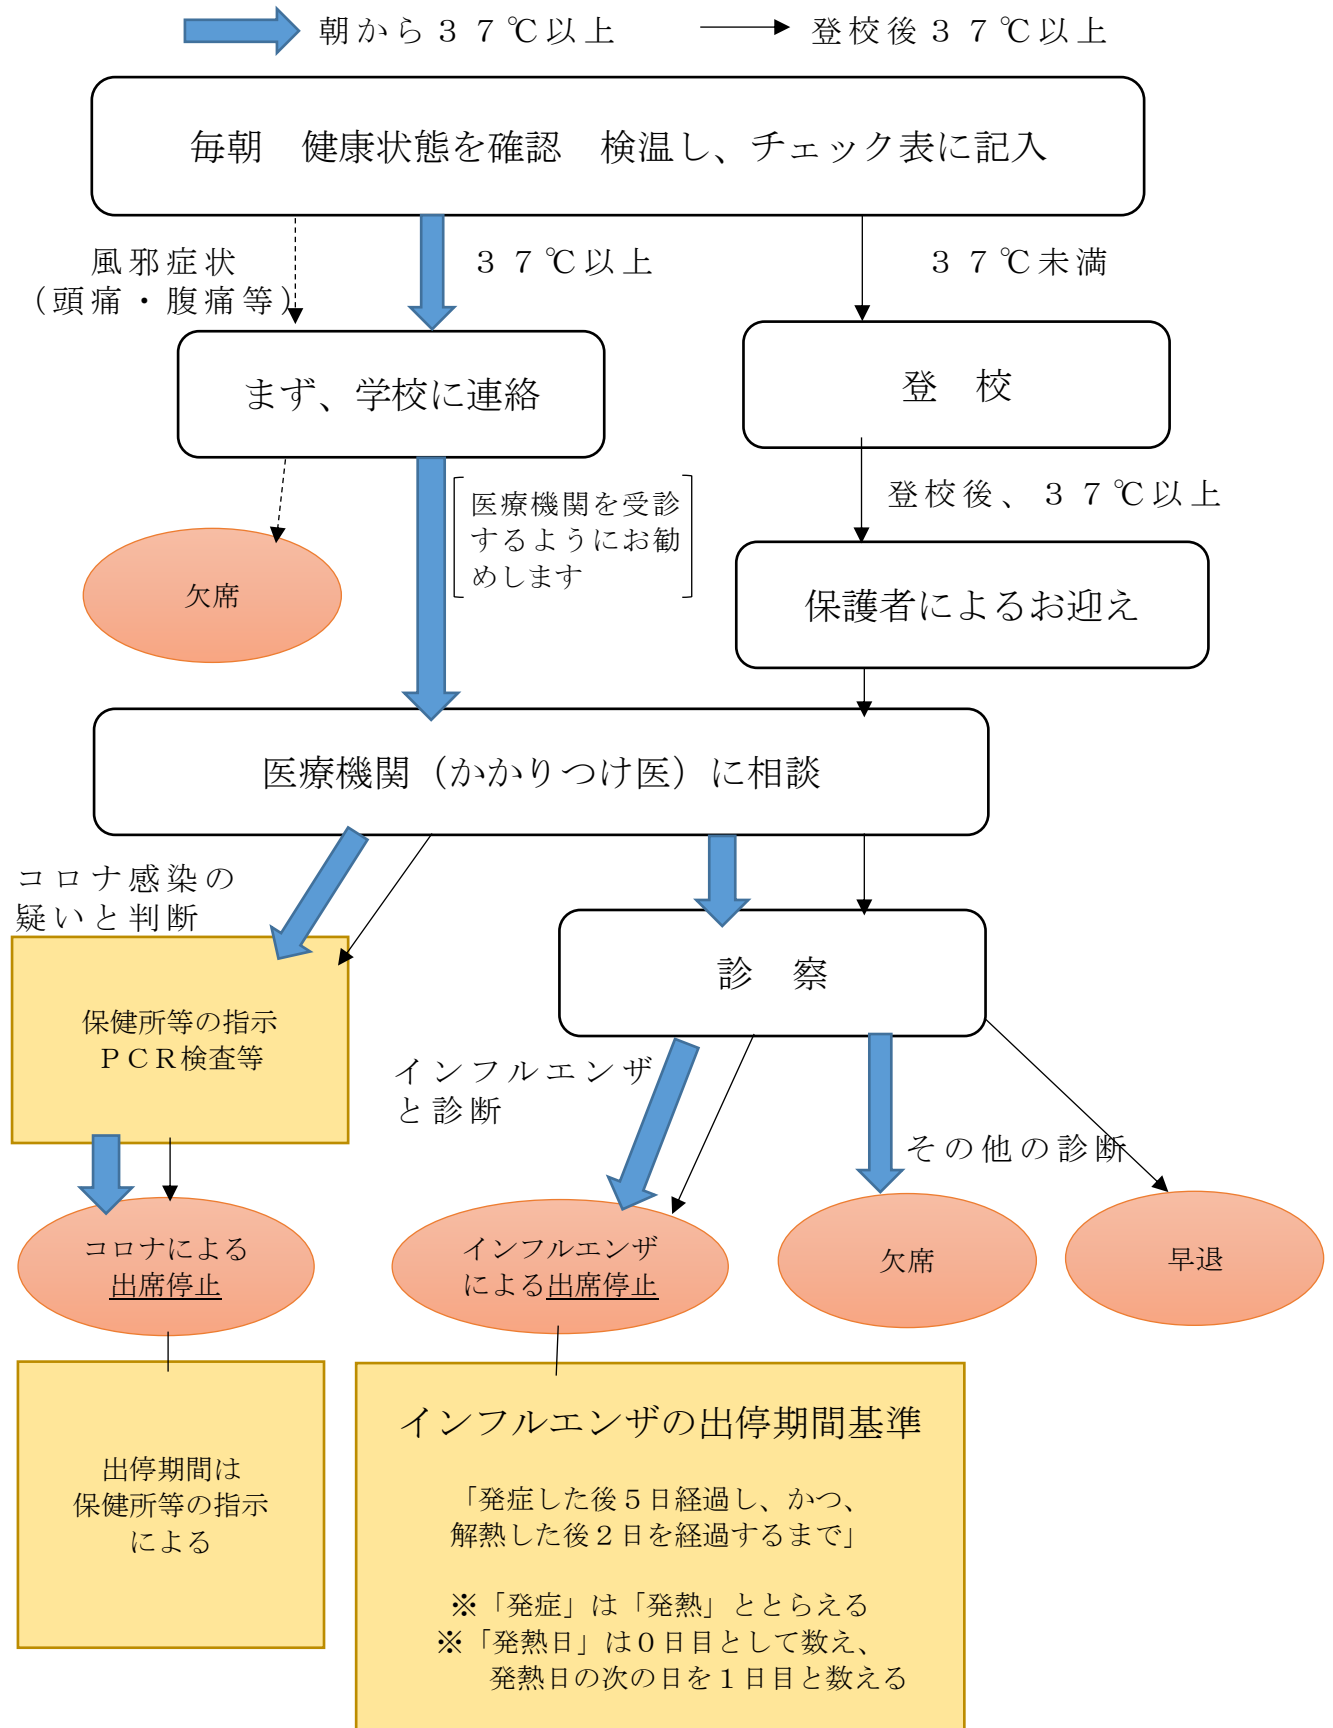 朝から３７℃以上
登校後３７℃以上
毎朝　健康状態を確認　検温し、チェック表に記入
風邪症状
（頭痛・腹痛等）
３７℃以上
３７℃未満
まず、学校に連絡
登　校
医療機関を受診
するようにお勧
めします
登校後、３７℃以上
欠席
保護者によるお迎え
医療機関（かかりつけ医）に相談
コロナ感染の
疑いと判断
診　察
保健所等の指示
ＰＣＲ検査等
インフルエンザ
と診断
その他の診断
コロナによる
出席停止
インフルエンザ
による出席停止
欠席
早退
出停期間は
保健所等の指示
による
インフルエンザの出停期間基準
「発症した後５日経過し、かつ、
解熱した後２日を経過するまで」
※「発症」は「発熱」ととらえる
※「発熱日」は０日目として数え、
発熱日の次の日を１日目と数える